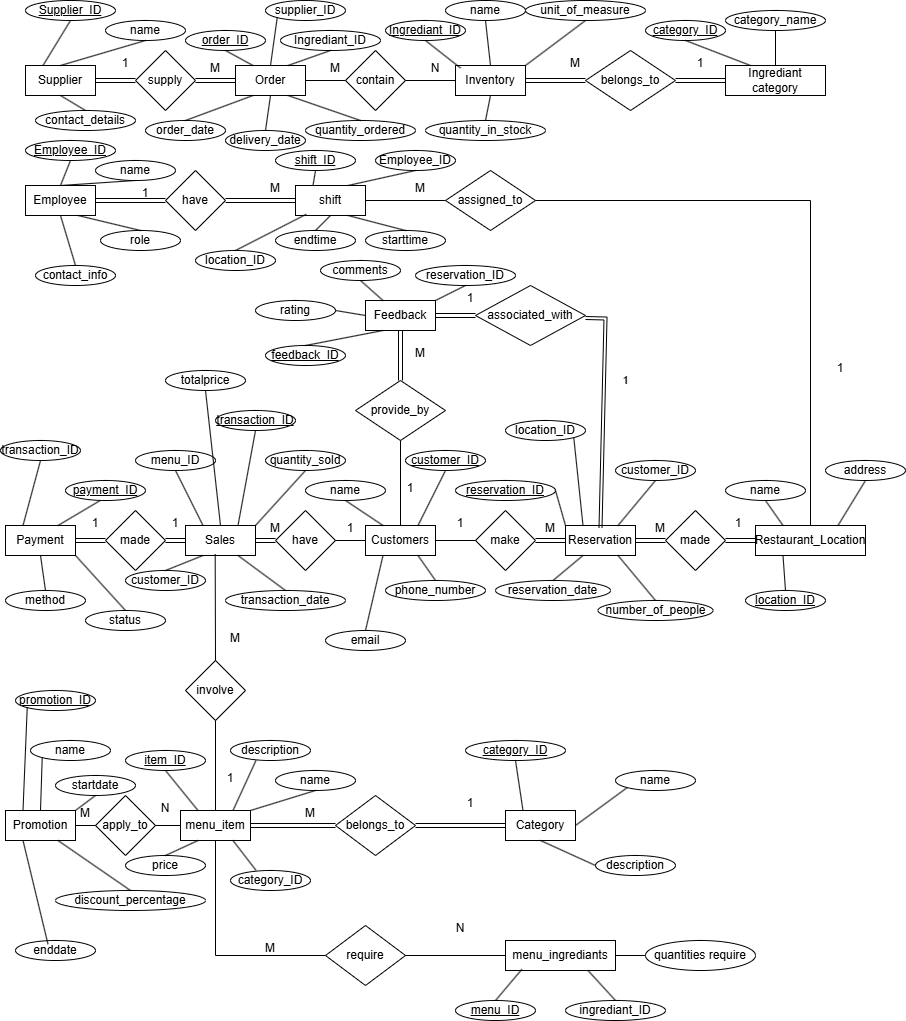 Supplier_ID
supplier_ID
name
unit_of_measure
category_name
name
order_ID
Ingrediant_ID
Ingrediant_ID
category_ID
1
M
M
N
M
1
Supplier
supply
Order
contain
Inventory
belongs_to
Ingrediant
category
contact_details
order_date
delivery_date
quantity_ordered
quantity_in_stock
Employee_ID
name
shift_ID
Employee_ID
1
M
M
Employee
have
shift
assigned_to
role
endtime
starttime
location_ID
contact_info
comments
reservation_ID
1
rating
Feedback
associated_with
feedback_ID
M
1
1
totalprice
provide_by
transaction_ID
location_ID
transaction_ID
menu_ID
quantity_sold
customer_ID
customer_ID
address
payment_ID
name
1
reservation_ID
name
1
1
M
1
1
M
M
1
Payment
made
Sales
have
Customers
make
Reservation
made
Restaurant_Location
customer_ID
phone_number
reservation_date
method
transaction_date
location_ID
status
number_of_people
M
email
involve
promotion_ID
name
item_ID
description
category_ID
1
name
name
startdate
M
N
M
1
Promotion
apply_to
menu_item
belongs_to
Category
price
description
category_ID
discount_percentage
enddate
M
N
require
menu_ingrediants
quantities require
menu_ID
ingrediant_ID